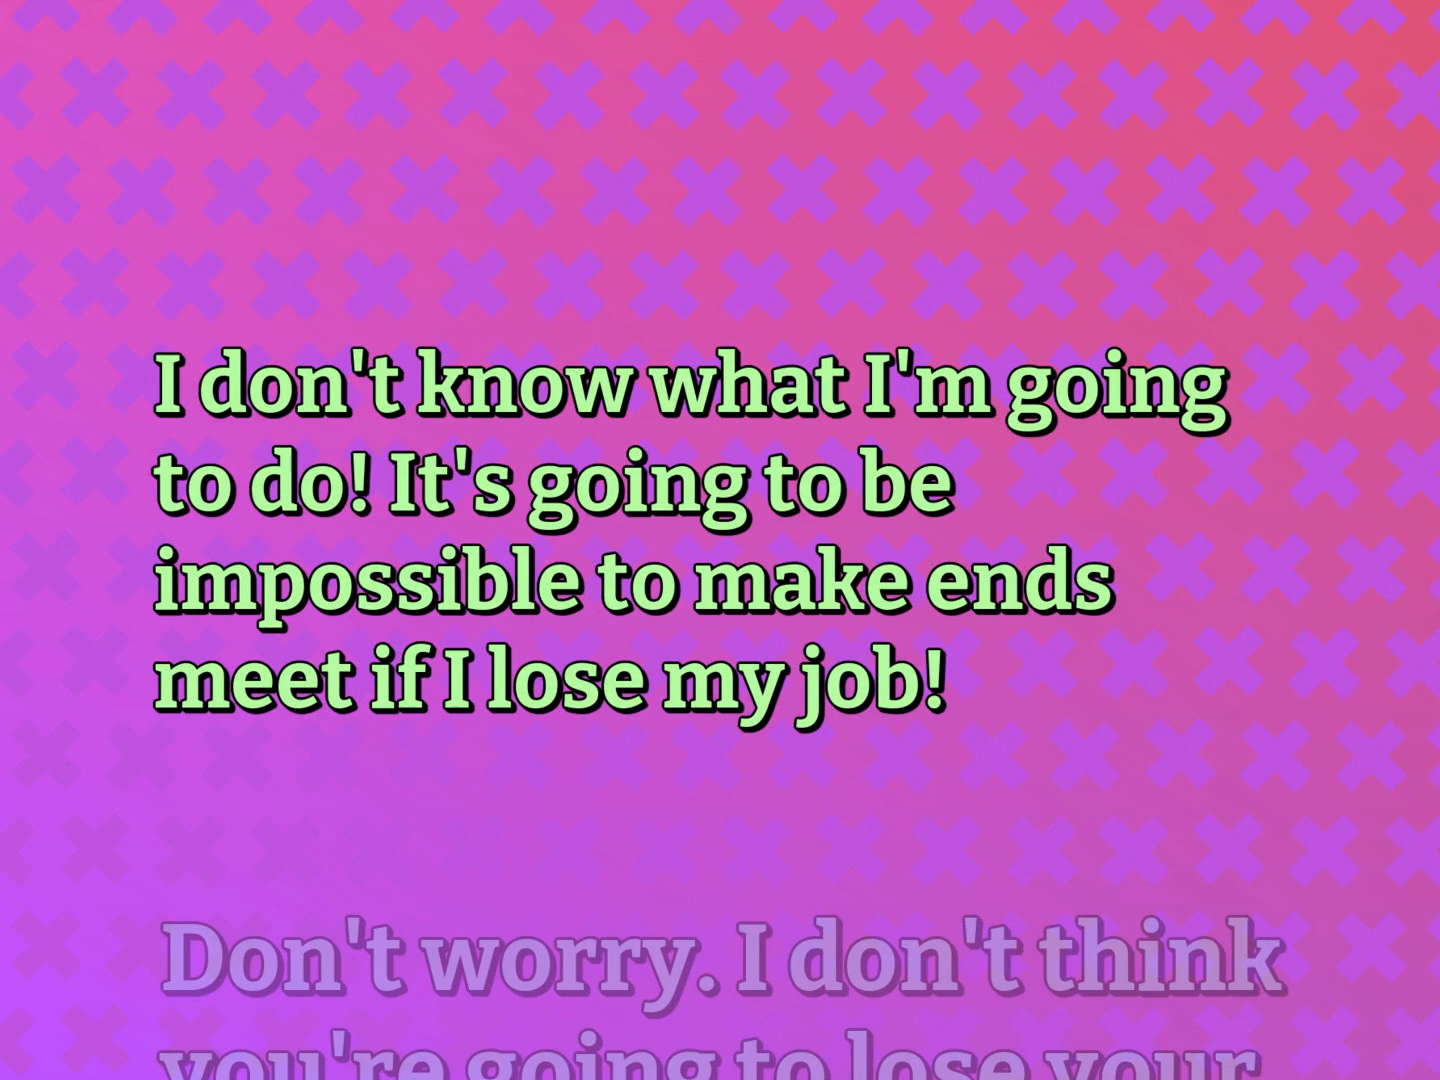 I don't know what I'm going
to do! It's going to be
impossible to make ends
meet if I lose my job!
Don't worry. I don't think
you're going to lose your